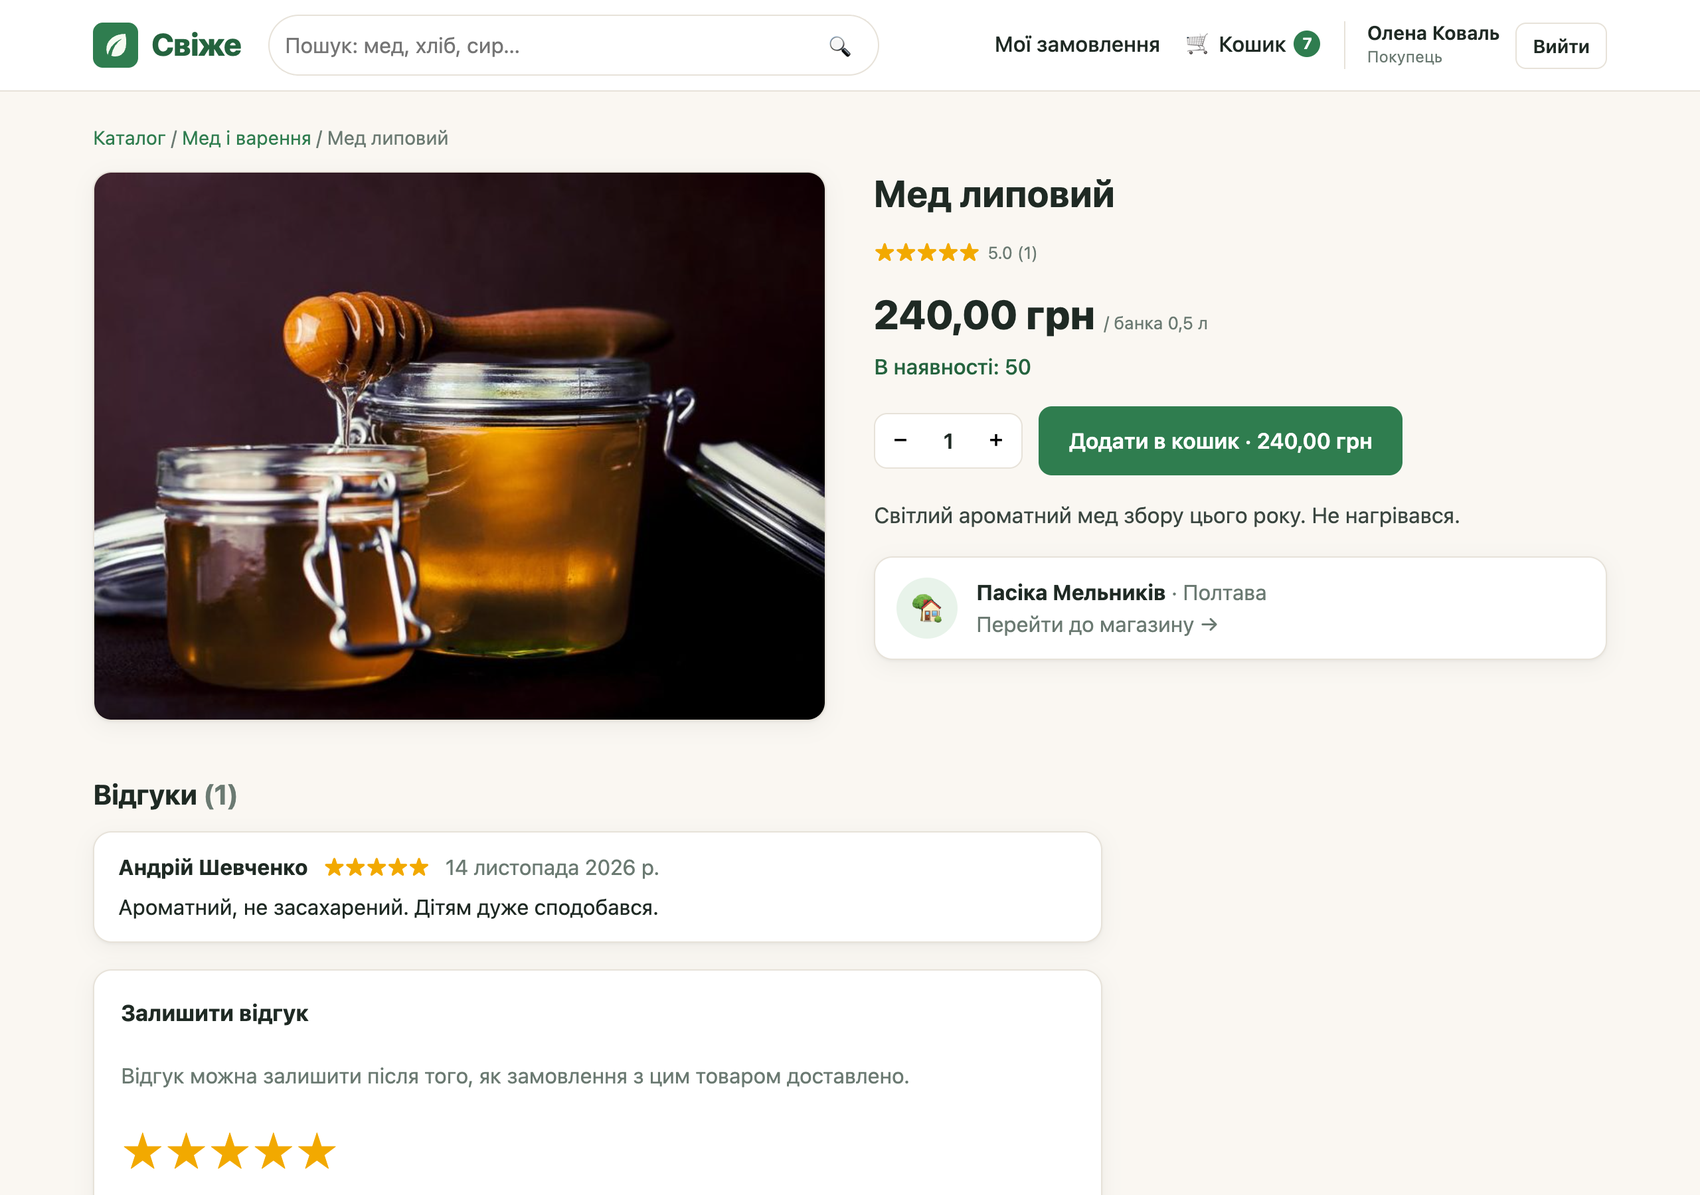 Свіже
Пошук: мед, хліб, сир...
Мої замовлення
Кошик 7
Олена Коваль
Покупець
Вийти
Каталог / Мед і варення / Мед липовий
Мед липовий
5.0 (1)
240,00 грн / банка 0,5 л
В наявності: 50
− 1 +
Додати в кошик · 240,00 грн
Світлий ароматний мед збору цього року. Не нагрівався.
Пасіка Мельників · Полтава
Перейти до магазину →
Відгуки (1)
Андрій Шевченко ★★★★★ 14 листопада 2026 р.
Ароматний, не засахарений. Дітям дуже сподобався.
Залишити відгук
Відгук можна залишити після того, як замовлення з цим товаром доставлено.